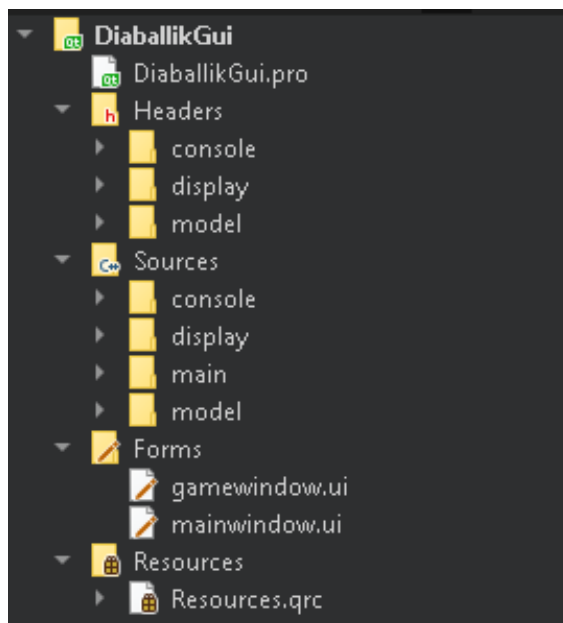 DiaballikGui
DiaballikGui.pro
Headers
console
display
model
Sources
console
display
main
model
Forms
gamewindow.ui
mainwindow.ui
Resources
Resources.qrc